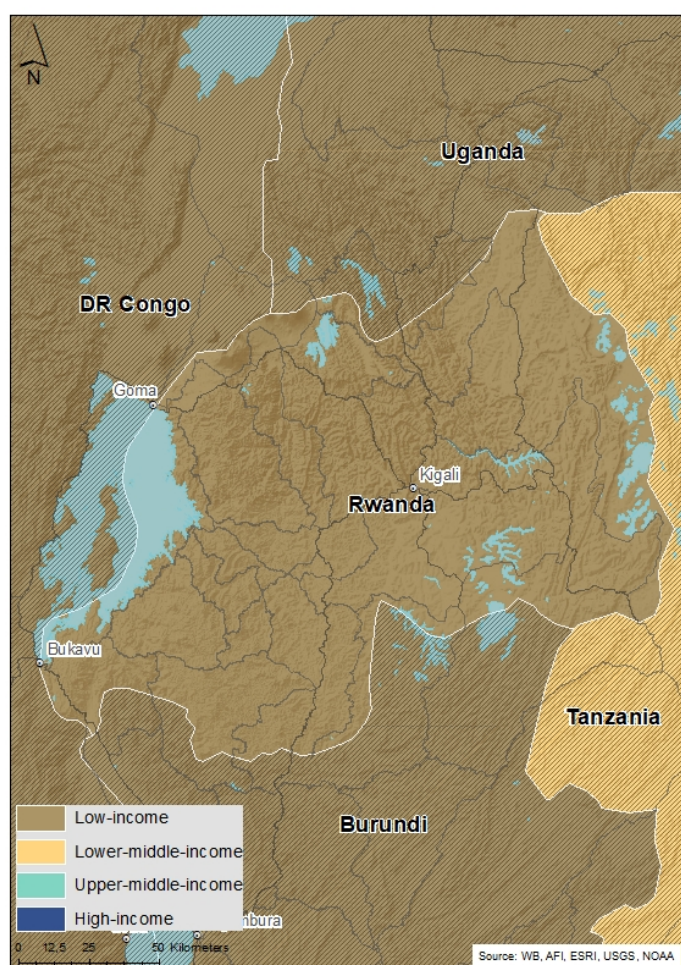 N
Uganda
DR Congo
Goma
Kigali
Rwanda
Bukavu
Tanzania
Burundi
Low-income
Lower-middle-income
Upper-middle-income
High-income
mbura
0 12,5 25 50 Kilometers
Source: WB, AFI, ESRI, USGS, NOAA